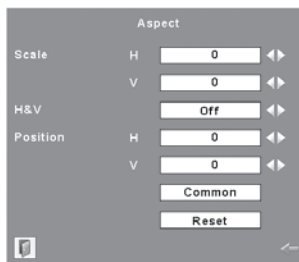 Aspect
Scale H 0
V 0
H&V Off
Position H 0
V 0
Common
Reset